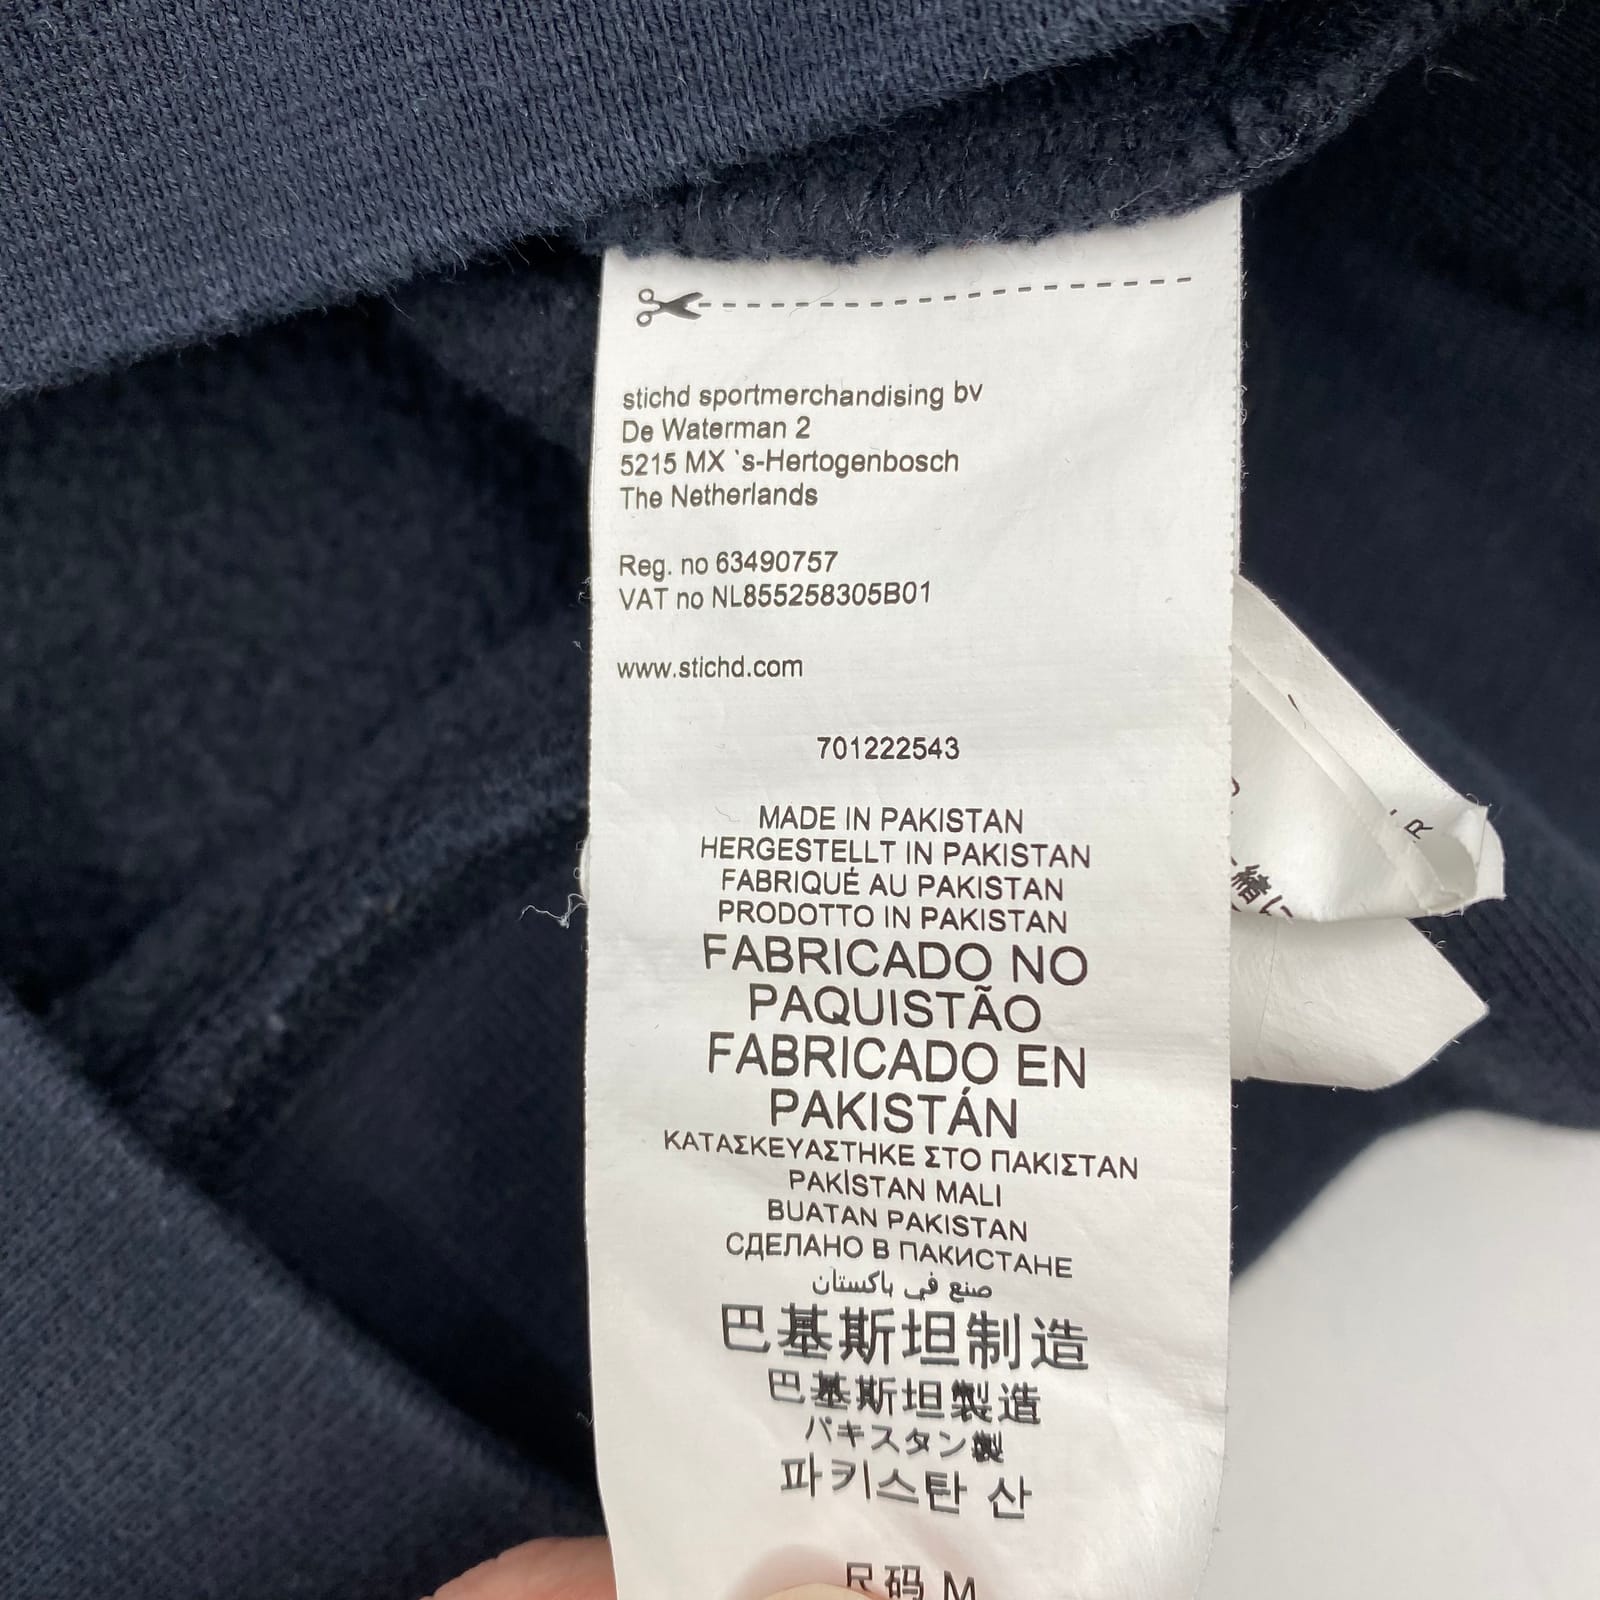 stichd sportmerchandising bv
De Waterman 2
5215 MX `s-Hertogenbosch
The Netherlands
Reg. no 63490757
VAT no NL855258305B01
www.stichd.com
701222543
MADE IN PAKISTAN
HERGESTELLT IN PAKISTAN
FABRIQUÉ AU PAKISTAN
PRODOTTO IN PAKISTAN
FABRICADO NO
PAQUISTÃO
FABRICADO EN
PAKISTÁN
ΚΑΤΑΣΚΕΥΑΣΤΗΚΕ ΣΤΟ ΠΑΚΙΣΤΑΝ
PAKİSTAN MALI
BUATAN PAKISTAN
СДЕЛАНО В ПАКИСТАНЕ
صنع في باكستان
巴基斯坦制造
巴基斯坦製造
パキスタン製
파키스탄 산
尺码 M
緒に
R